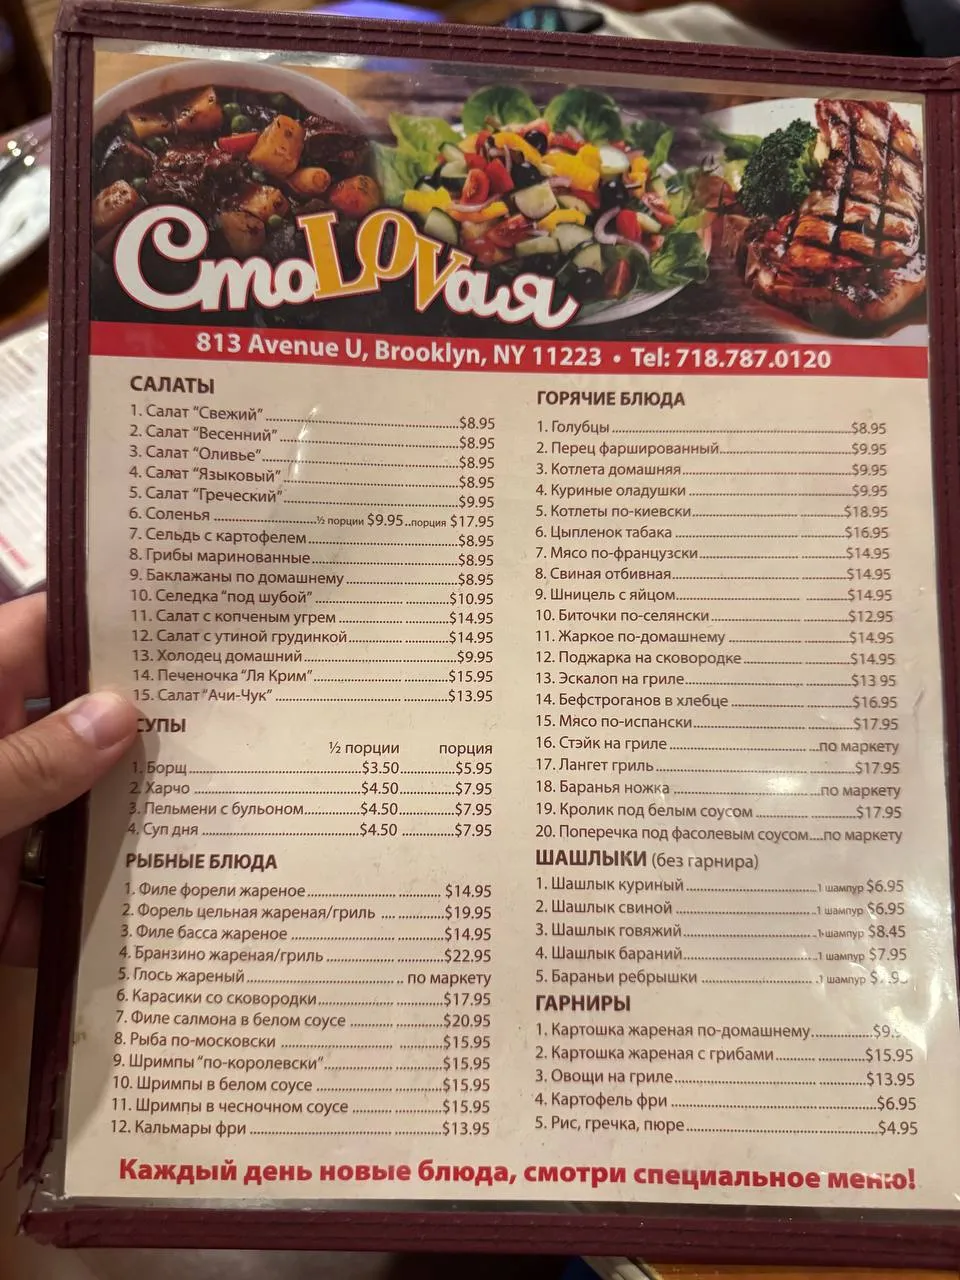 СтоLOVая
813 Avenue U, Brooklyn, NY 11223 • Tel: 718.787.0120
САЛАТЫ
1. Салат "Свежий" $8.95
2. Салат "Весенний" $8.95
3. Салат "Оливье" $8.95
4. Салат "Языковый" $8.95
5. Салат "Греческий" $9.95
6. Соленья ½ порции $9.95..порция $17.95
7. Сельдь с картофелем $8.95
8. Грибы маринованные $8.95
9. Баклажаны по домашнему $8.95
10. Селедка "под шубой" $10.95
11. Салат с копченым угрем $14.95
12. Салат с утиной грудинкой $14.95
13. Холодец домашний $9.95
14. Печеночка "Ля Крим" $15.95
15. Салат "Ачи-Чук" $13.95
СУПЫ
½ порции порция
1. Борщ $3.50 $5.95
2. Харчо $4.50 $7.95
3. Пельмени с бульоном $4.50 $7.95
4. Суп дня $4.50 $7.95
РЫБНЫЕ БЛЮДА
1. Филе форели жареное $14.95
2. Форель цельная жареная/гриль $19.95
3. Филе басса жареное $14.95
4. Бранзино жареная/гриль $22.95
5. Глось жареный по маркету
6. Карасики со сковородки $17.95
7. Филе салмона в белом соусе $20.95
8. Рыба по-московски $15.95
9. Шримпы "по-королевски" $15.95
10. Шримпы в белом соусе $15.95
11. Шримпы в чесночном соусе $15.95
12. Кальмары фри $13.95
ГОРЯЧИЕ БЛЮДА
1. Голубцы $8.95
2. Перец фаршированный $9.95
3. Котлета домашняя $9.95
4. Куриные оладушки $9.95
5. Котлеты по-киевски $18.95
6. Цыпленок табака $16.95
7. Мясо по-французски $14.95
8. Свиная отбивная $14.95
9. Шницель с яйцом $14.95
10. Биточки по-селянски $12.95
11. Жаркое по-домашнему $14.95
12. Поджарка на сковородке $14.95
13. Эскалоп на гриле $13 95
14. Бефстроганов в хлебце $16.95
15. Мясо по-испански $17.95
16. Стэйк на гриле по маркету
17. Лангет гриль $17.95
18. Баранья ножка по маркету
19. Кролик под белым соусом $17.95
20. Поперечка под фасолевым соусом по маркету
ШАШЛЫКИ (без гарнира)
1. Шашлык куриный 1 шампур $6.95
2. Шашлык свиной 1 шампур $6.95
3. Шашлык говяжий 1 шампур $8.45
4. Шашлык бараний 1 шампур $7.95
5. Бараньи ребрышки 1 шампур
ГАРНИРЫ
1. Картошка жареная по-домашнему
2. Картошка жареная с грибами $15.95
3. Овощи на гриле $13.95
4. Картофель фри $6.95
5. Рис, гречка, пюре $4.95
Каждый день новые блюда, смотри специальное меню!